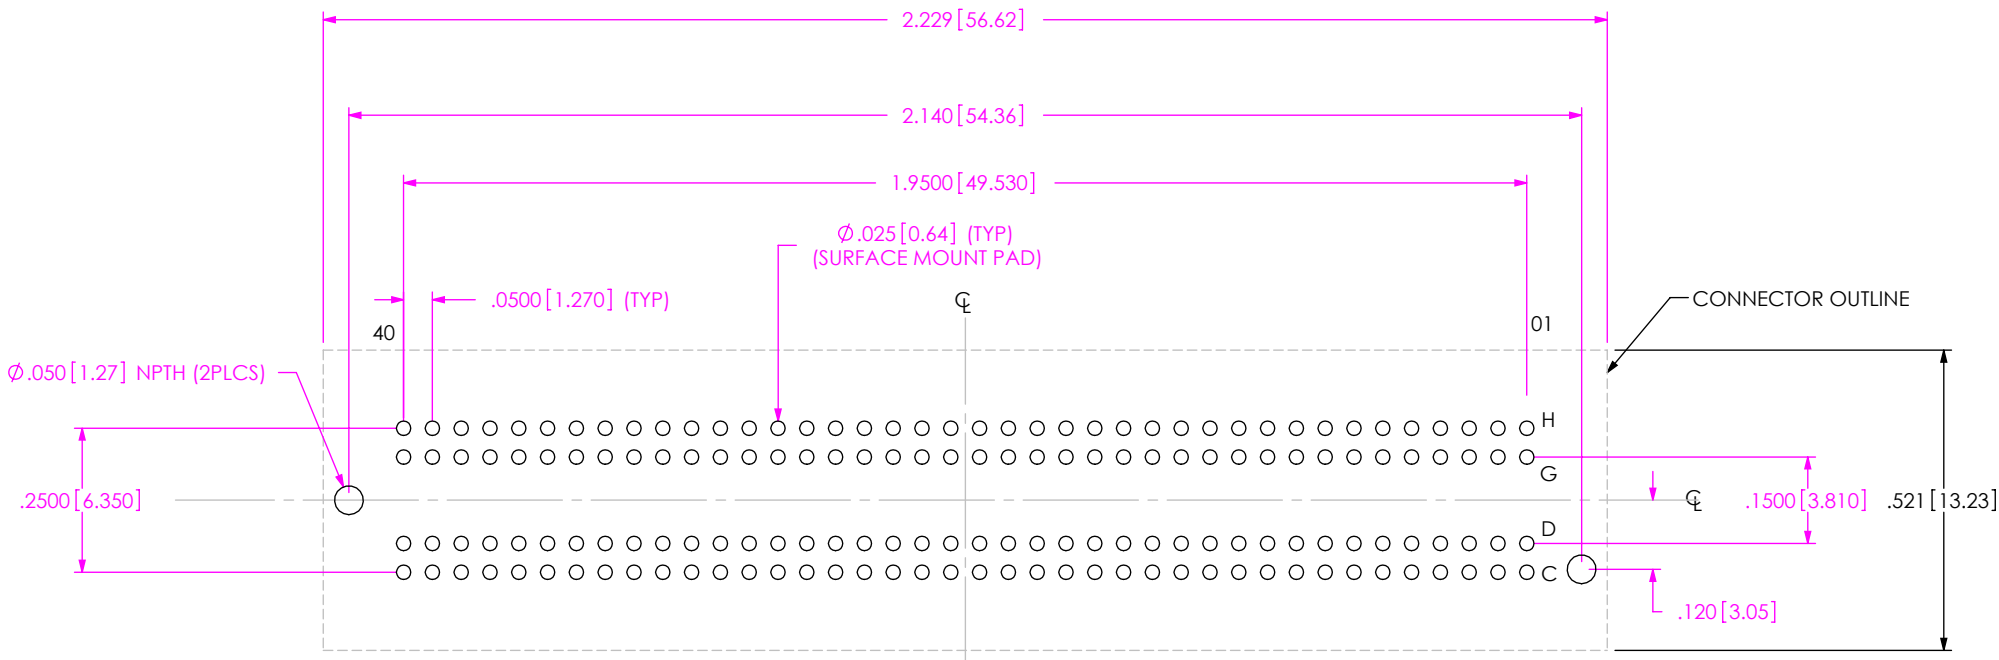 2.229[56.62]
2.140[54.36]
1.9500[49.530]
Ø.025[0.64] (TYP)
(SURFACE MOUNT PAD)
.0500[1.270] (TYP)
℄
CONNECTOR OUTLINE
40
01
Ø.050[1.27] NPTH (2PLCS)
H
G
.2500[6.350]
℄
.1500[3.810]
.521[13.23]
D
C
.120[3.05]